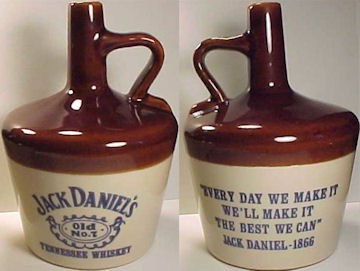 JACK DANIEL'S
Old
No.7
TENNESSEE WHISKEY
"EVERY DAY WE MAKE IT
WE'LL MAKE IT
THE BEST WE CAN"
JACK DANIEL-1866